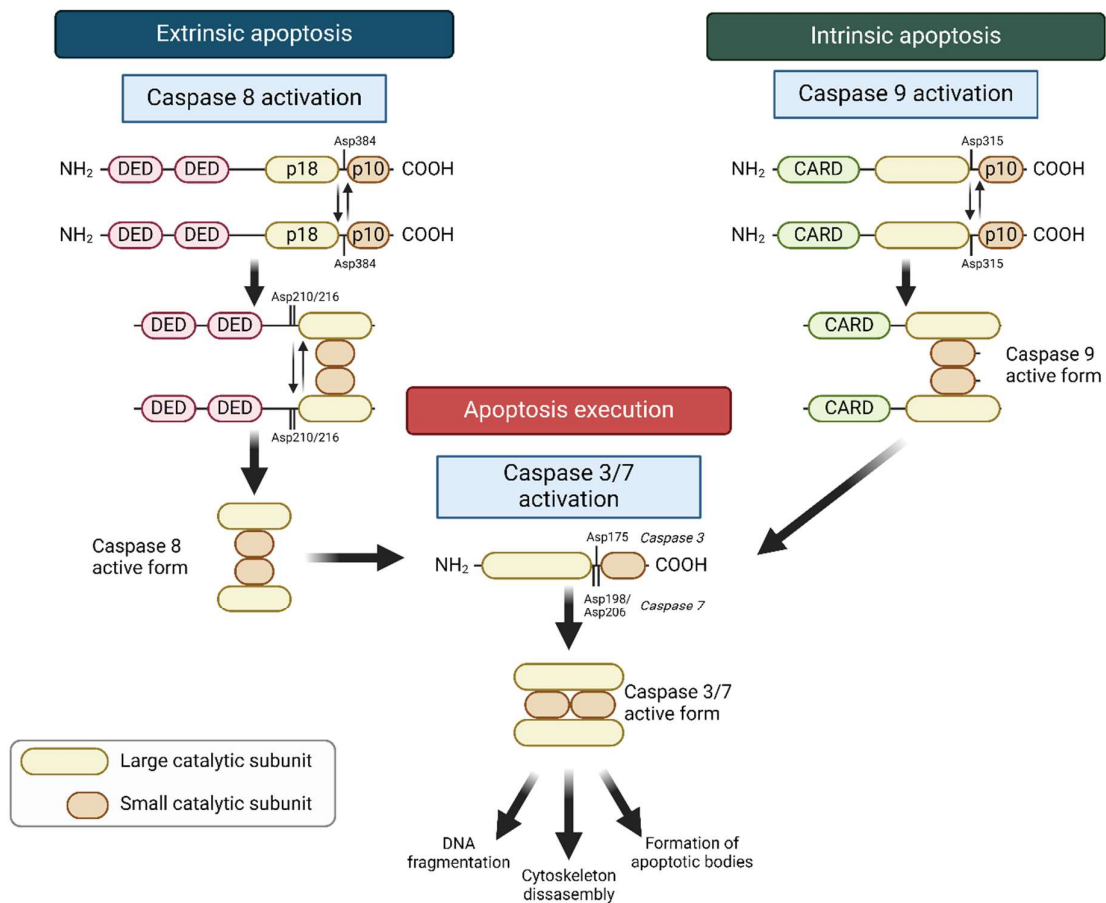 Extrinsic apoptosis
Caspase 8 activation
Asp384
NH2 DED DED p18 p10 COOH
NH2 DED DED p18 p10 COOH
Asp384
Asp210/216
DED DED
DED DED
Asp210/216
Caspase 8
active form
Intrinsic apoptosis
Caspase 9 activation
Asp315
NH2 CARD p10 COOH
NH2 CARD p10 COOH
Asp315
CARD
CARD
Caspase 9
active form
Apoptosis execution
Caspase 3/7
activation
Asp175 Caspase 3
NH2 COOH
Asp198/
Asp206 Caspase 7
Caspase 3/7
active form
DNA
fragmentation
Cytoskeleton
dissasembly
Formation of
apoptotic bodies
Large catalytic subunit
Small catalytic subunit